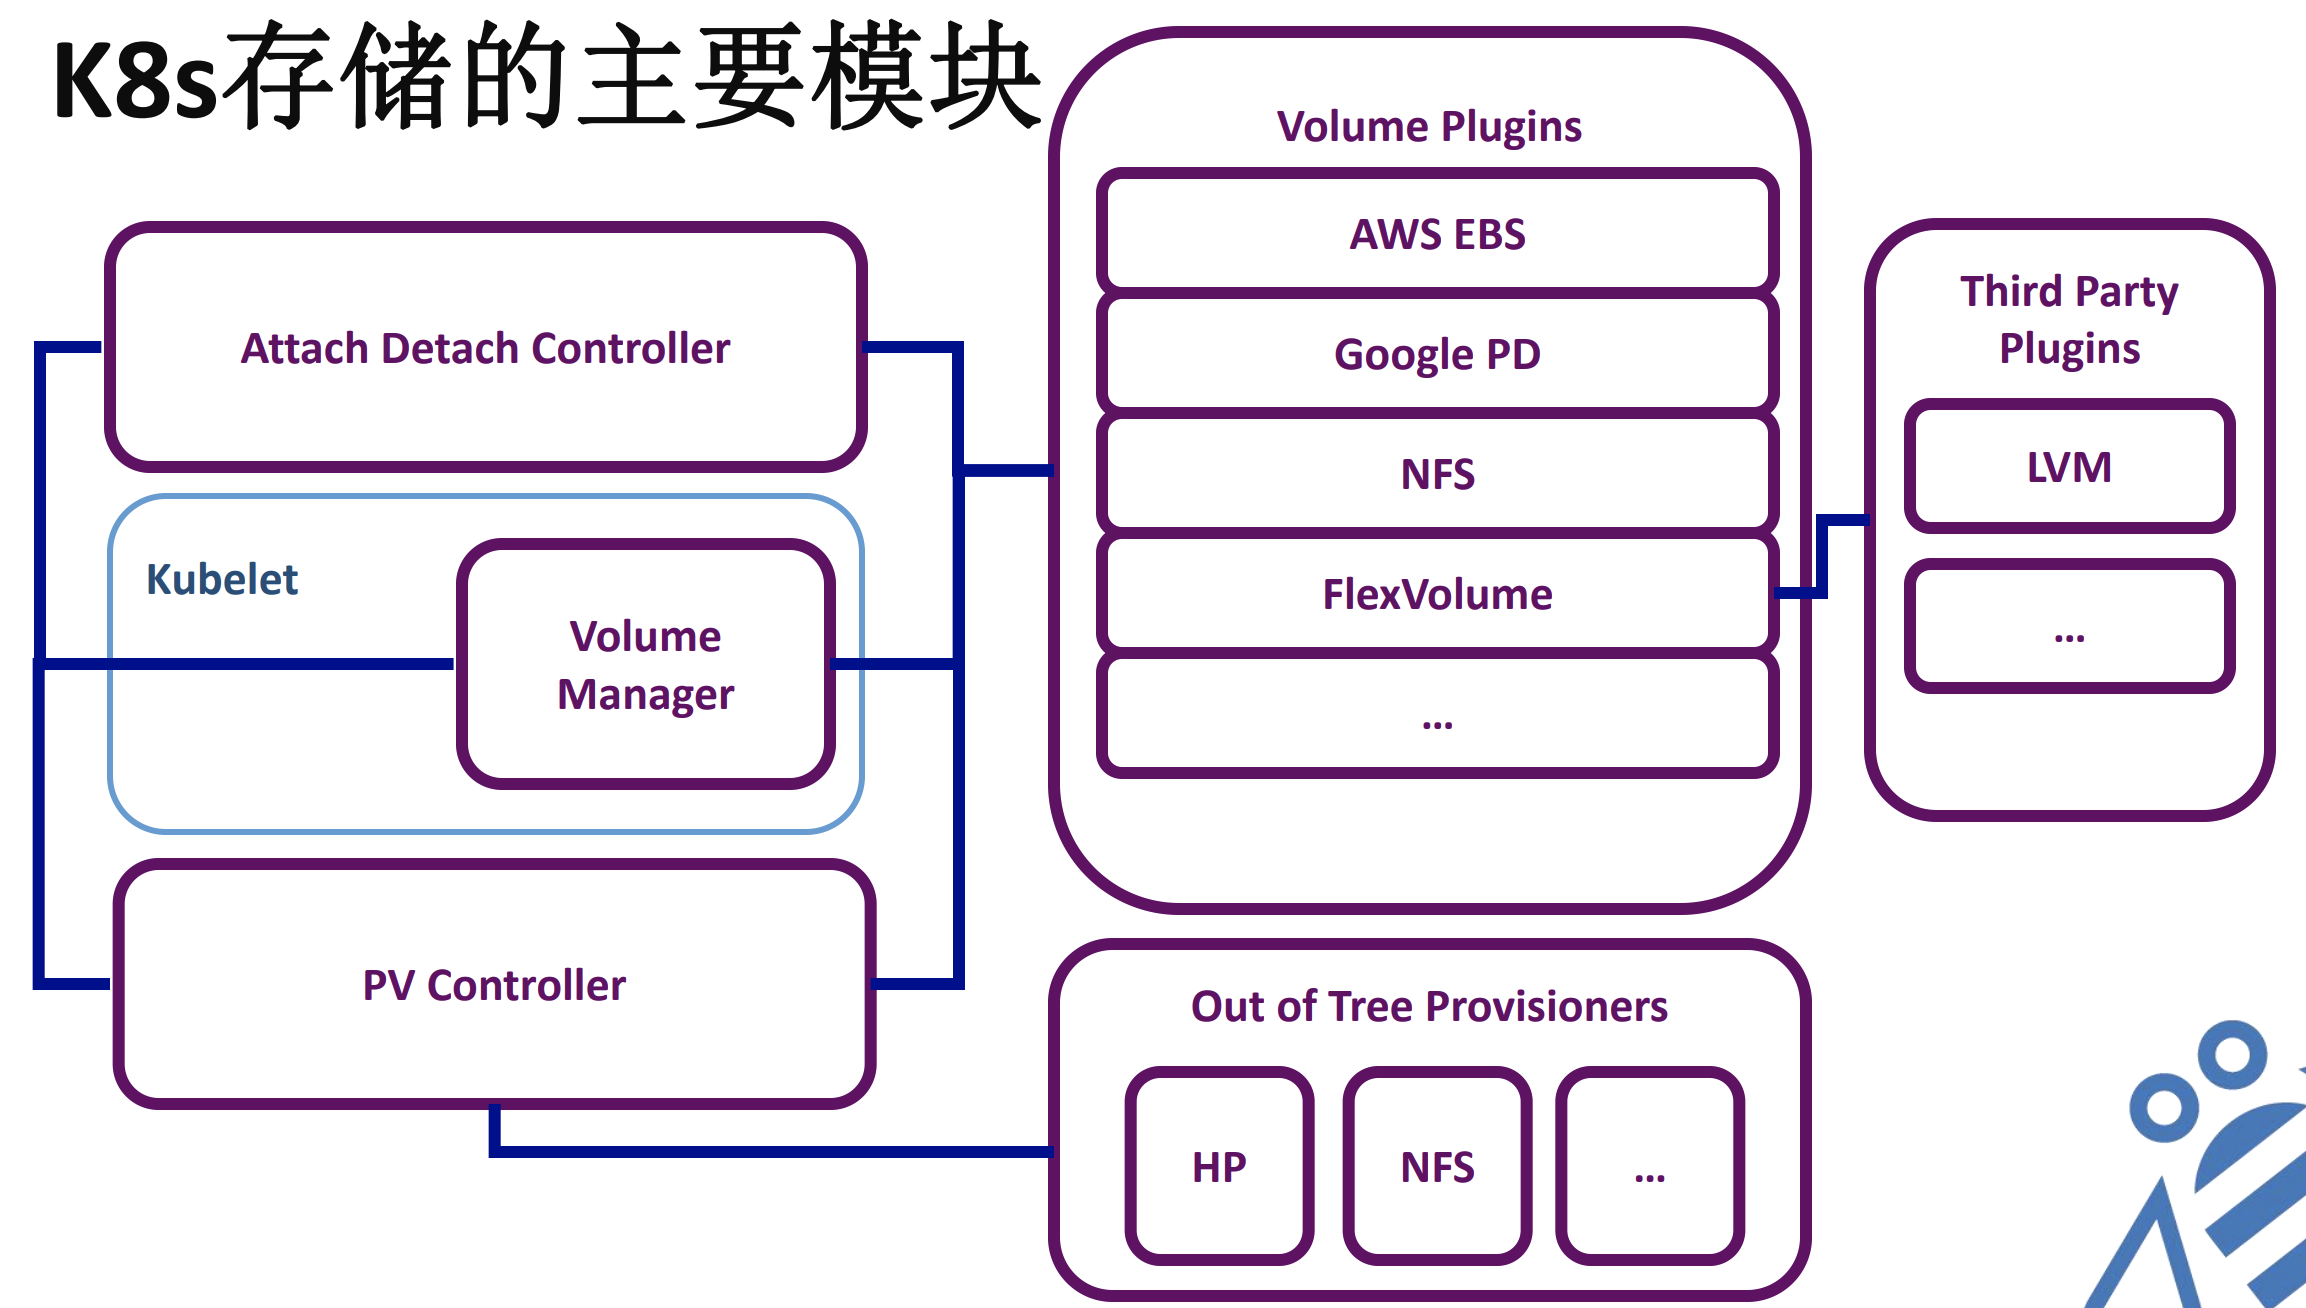 K8s存储的主要模块
Attach Detach Controller
Kubelet
Volume
Manager
PV Controller
Volume Plugins
AWS EBS
Google PD
NFS
FlexVolume
...
Third Party
Plugins
LVM
...
Out of Tree Provisioners
HP
NFS
...